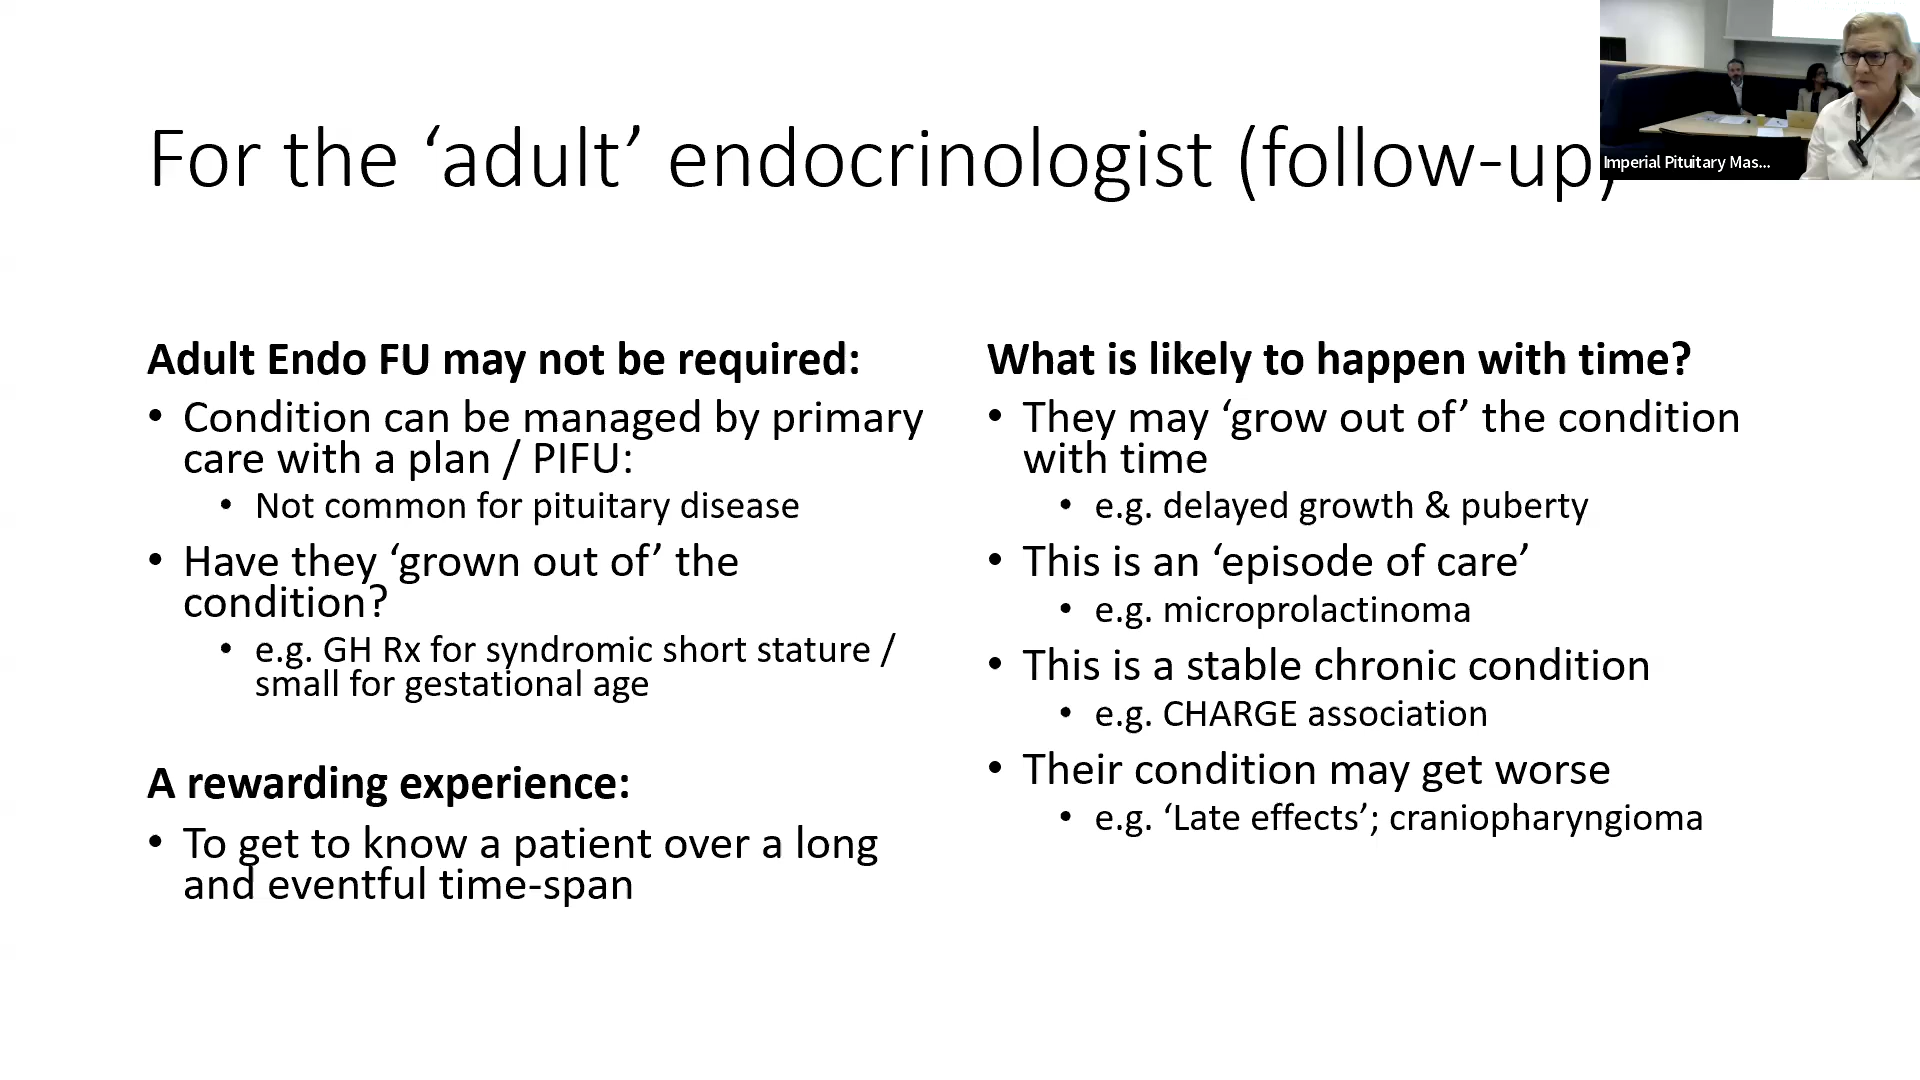 For the ‘adult’ endocrinologist (follow-up)
Imperial Pituitary Mas...
Adult Endo FU may not be required:
• Condition can be managed by primary
care with a plan / PIFU:
• Not common for pituitary disease
• Have they ‘grown out of’ the
condition?
• e.g. GH Rx for syndromic short stature /
small for gestational age
A rewarding experience:
• To get to know a patient over a long
and eventful time-span
What is likely to happen with time?
• They may ‘grow out of’ the condition
with time
• e.g. delayed growth & puberty
• This is an ‘episode of care’
• e.g. microprolactinoma
• This is a stable chronic condition
• e.g. CHARGE association
• Their condition may get worse
• e.g. ‘Late effects’; craniopharyngioma